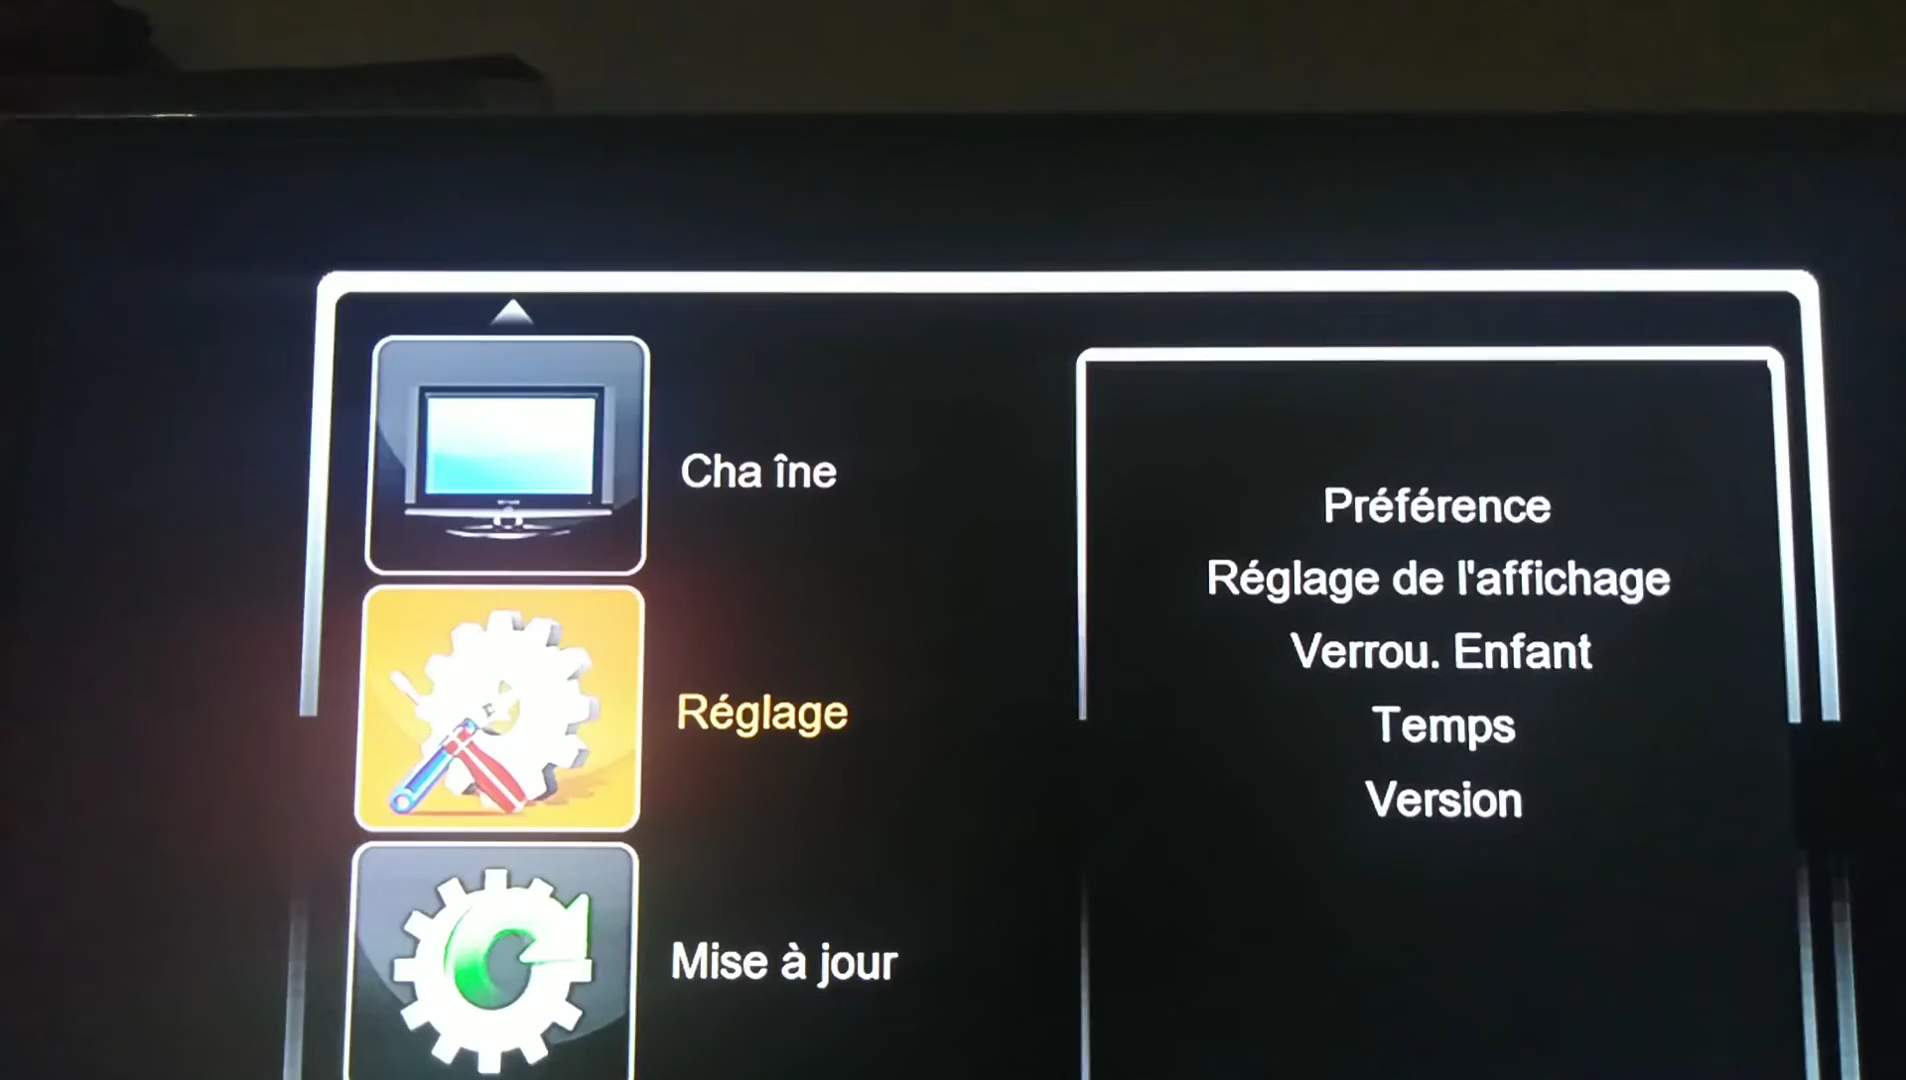 Cha îne
Réglage
Mise à jour
Préférence
Réglage de l'affichage
Verrou. Enfant
Temps
Version